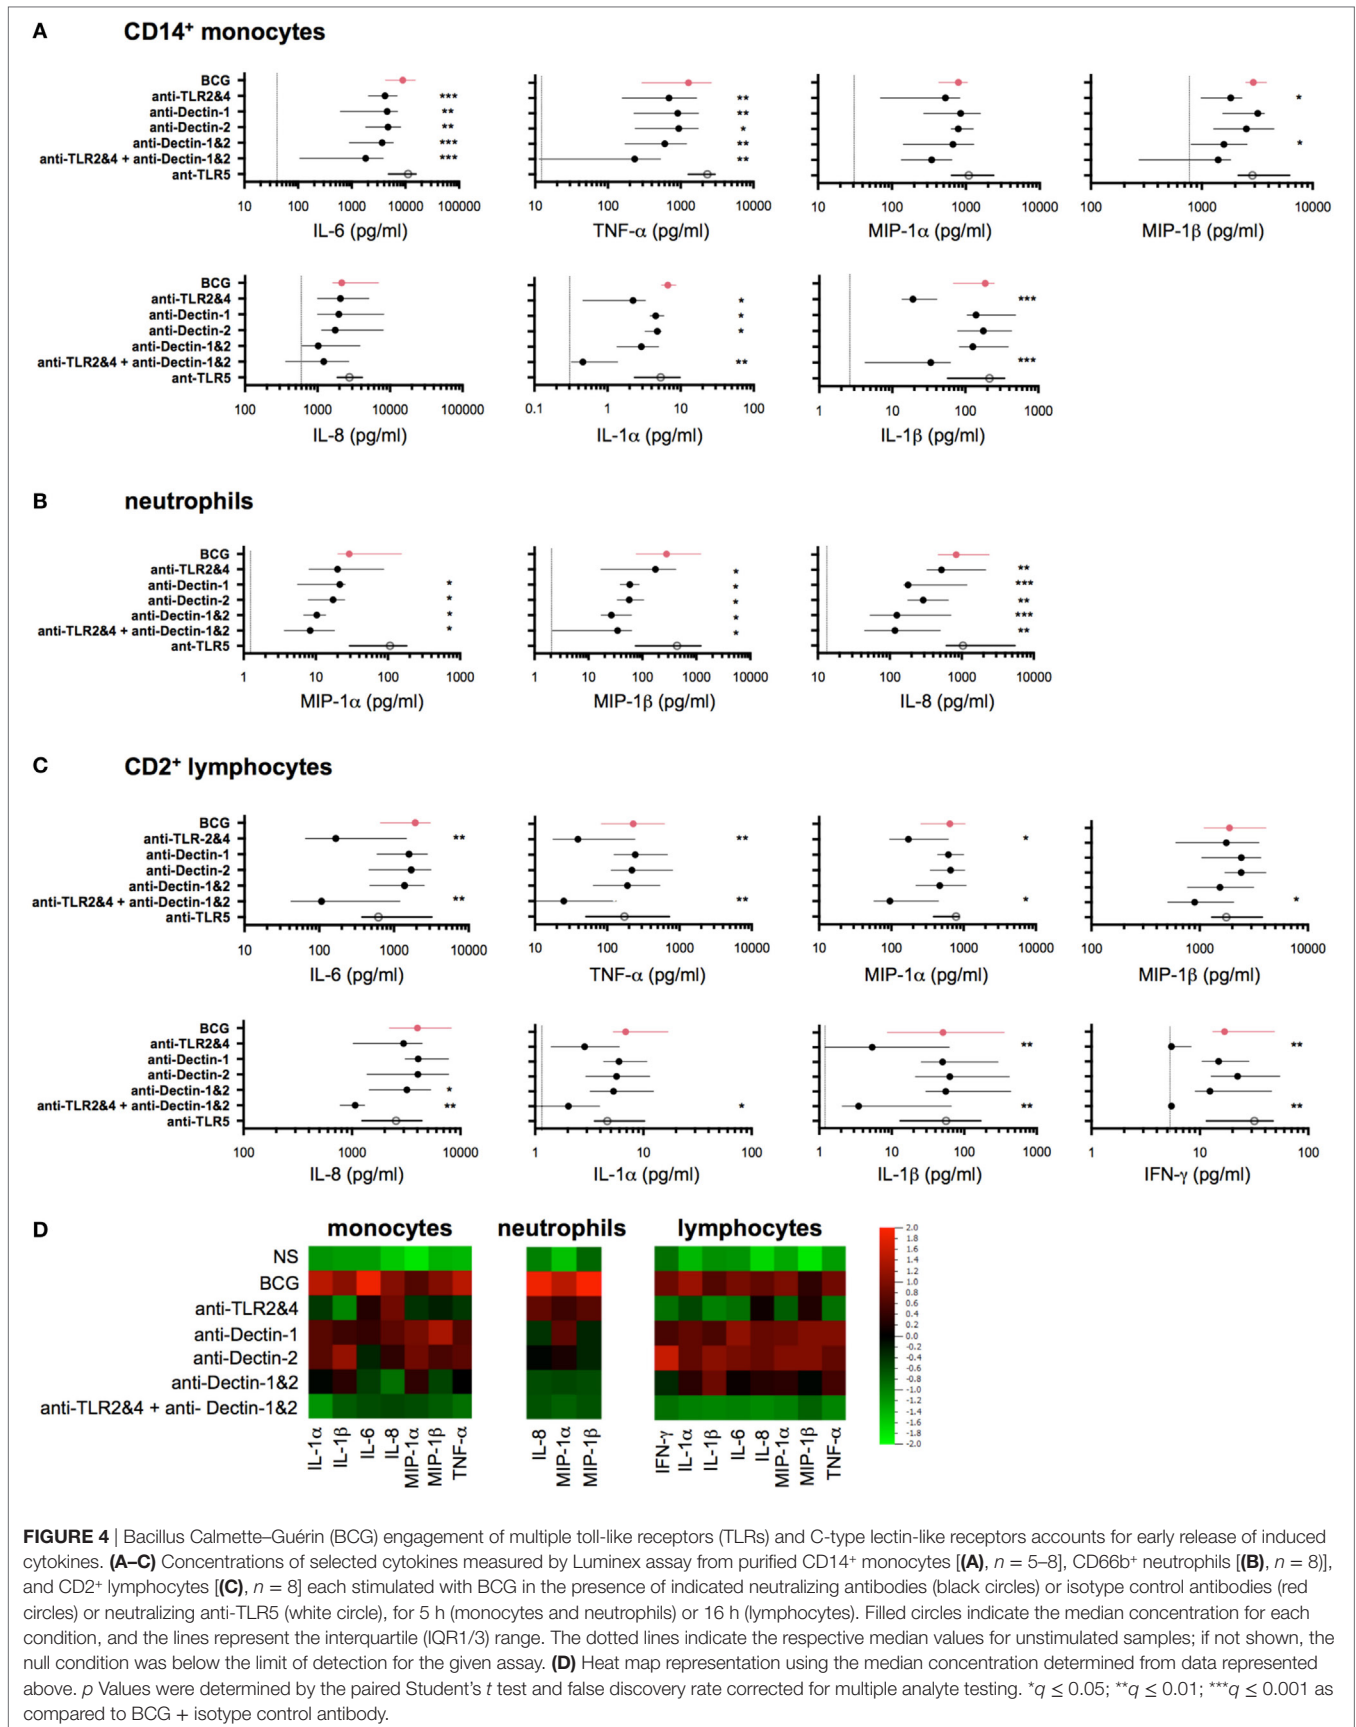 A CD14⁺ monocytes
BCG
anti-TLR2&4 *** ** *
anti-Dectin-1 ** **
anti-Dectin-2 ** *
anti-Dectin-1&2 *** ** *
anti-TLR2&4 + anti-Dectin-1&2 *** **
ant-TLR5
10 100 1000 10000 100000 10 100 1000 10000 10 100 1000 10000 100 1000 10000
IL-6 (pg/ml) TNF-α (pg/ml) MIP-1α (pg/ml) MIP-1β (pg/ml)
BCG
anti-TLR2&4 * ***
anti-Dectin-1 *
anti-Dectin-2 *
anti-Dectin-1&2
anti-TLR2&4 + anti-Dectin-1&2 ** ***
ant-TLR5
100 1000 10000 100000 0.1 1 10 100 1 10 100 1000
IL-8 (pg/ml) IL-1α (pg/ml) IL-1β (pg/ml)
B neutrophils
BCG
anti-TLR2&4 * **
anti-Dectin-1 * * ***
anti-Dectin-2 * * **
anti-Dectin-1&2 * * ***
anti-TLR2&4 + anti-Dectin-1&2 * * **
ant-TLR5
1 10 100 1000 1 10 100 1000 10000 10 100 1000 10000
MIP-1α (pg/ml) MIP-1β (pg/ml) IL-8 (pg/ml)
C CD2⁺ lymphocytes
BCG
anti-TLR-2&4 ** ** *
anti-Dectin-1
anti-Dectin-2
anti-Dectin-1&2
anti-TLR2&4 + anti-Dectin-1&2 ** ** * *
anti-TLR5
10 100 1000 10000 10 100 1000 10000 10 100 1000 10000 100 1000 10000
IL-6 (pg/ml) TNF-α (pg/ml) MIP-1α (pg/ml) MIP-1β (pg/ml)
BCG
anti-TLR2&4 ** **
anti-Dectin-1
anti-Dectin-2
anti-Dectin-1&2 *
anti-TLR2&4 + anti-Dectin-1&2 ** * ** **
anti-TLR5
100 1000 10000 1 10 100 1 10 100 1000 1 10 100
IL-8 (pg/ml) IL-1α (pg/ml) IL-1β (pg/ml) IFN-γ (pg/ml)
D monocytes neutrophils lymphocytes
NS
BCG
anti-TLR2&4
anti-Dectin-1
anti-Dectin-2
anti-Dectin-1&2
anti-TLR2&4 + anti- Dectin-1&2
2.0
1.8
1.6
1.4
1.2
1.0
0.8
0.6
0.4
0.2
0.0
-0.2
-0.4
-0.6
-0.8
-1.0
-1.2
-1.4
-1.6
-1.8
-2.0
IL-1α IL-1β IL-6 IL-8 MIP-1α MIP-1β TNF-α IL-8 MIP-1α MIP-1β IFN-γ IL-1α IL-1β IL-6 IL-8 MIP-1α MIP-1β TNF-α
FIGURE 4 | Bacillus Calmette–Guérin (BCG) engagement of multiple toll-like receptors (TLRs) and C-type lectin-like receptors accounts for early release of induced
cytokines. (A–C) Concentrations of selected cytokines measured by Luminex assay from purified CD14⁺ monocytes [(A), n = 5–8], CD66b⁺ neutrophils [(B), n = 8)],
and CD2⁺ lymphocytes [(C), n = 8] each stimulated with BCG in the presence of indicated neutralizing antibodies (black circles) or isotype control antibodies (red
circles) or neutralizing anti-TLR5 (white circle), for 5 h (monocytes and neutrophils) or 16 h (lymphocytes). Filled circles indicate the median concentration for each
condition, and the lines represent the interquartile (IQR1/3) range. The dotted lines indicate the respective median values for unstimulated samples; if not shown, the
null condition was below the limit of detection for the given assay. (D) Heat map representation using the median concentration determined from data represented
above. p Values were determined by the paired Student's t test and false discovery rate corrected for multiple analyte testing. *q ≤ 0.05; **q ≤ 0.01; ***q ≤ 0.001 as
compared to BCG + isotype control antibody.